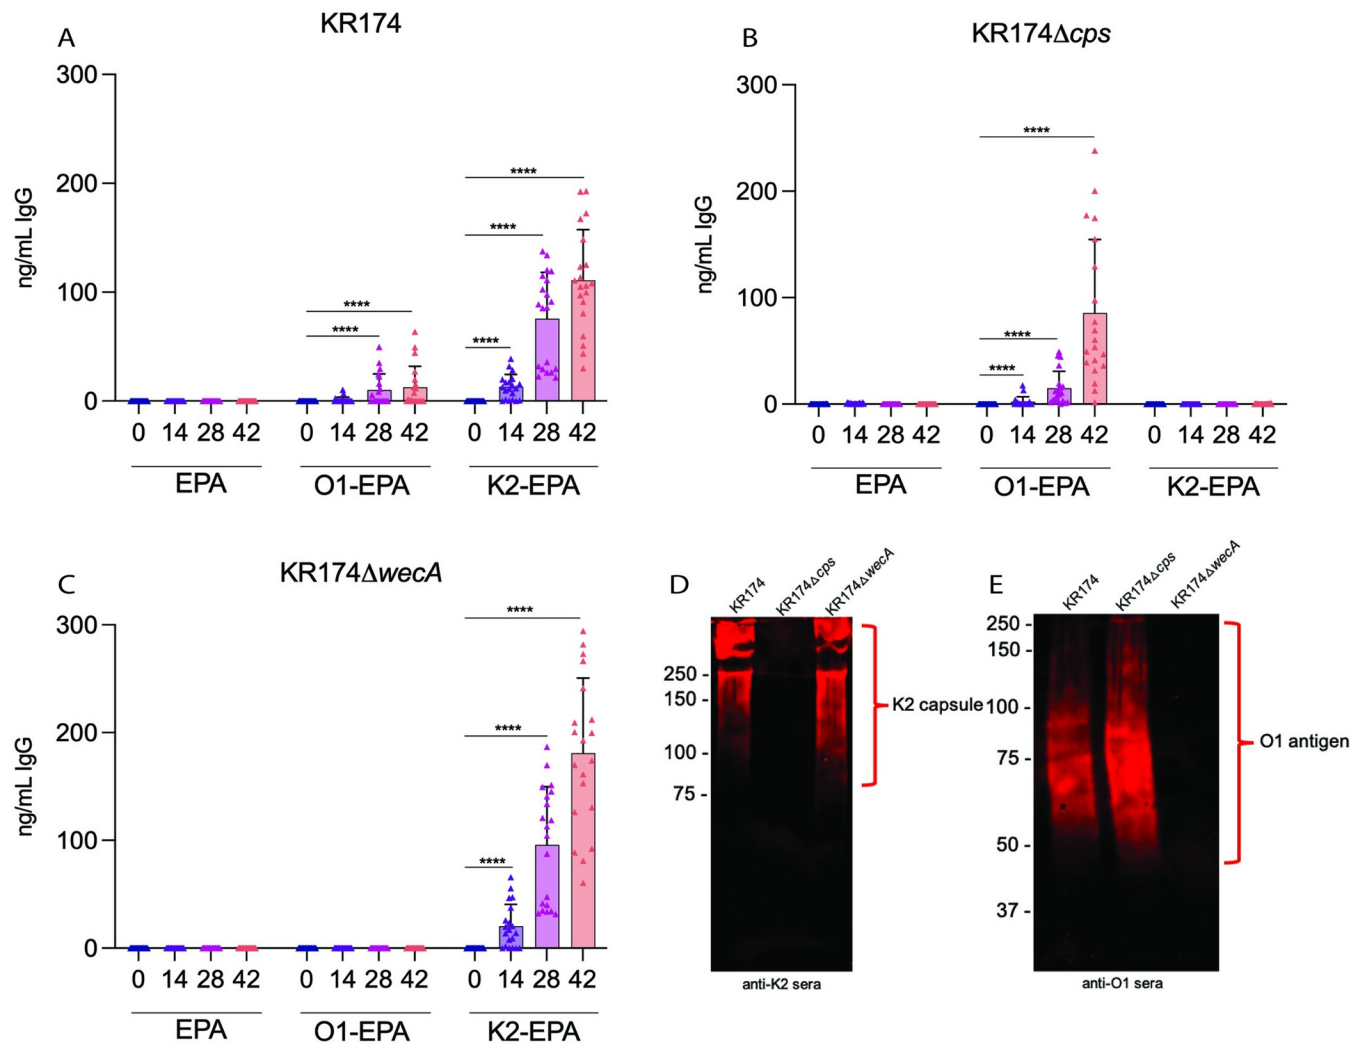 A
KR174
300
200
100
0
ng/mL IgG
****
****
****
****
****
0 14 28 42 0 14 28 42 0 14 28 42
EPA O1-EPA K2-EPA
B
KR174Δcps
300
200
100
0
ng/mL IgG
****
****
****
0 14 28 42 0 14 28 42 0 14 28 42
EPA O1-EPA K2-EPA
C
KR174ΔwecA
300
200
100
0
ng/mL IgG
****
****
****
0 14 28 42 0 14 28 42 0 14 28 42
EPA O1-EPA K2-EPA
D
KR174 KR174Δcps KR174ΔwecA
250 -
150 -
100 -
75 -
K2 capsule
anti-K2 sera
E
KR174 KR174Δcps KR174ΔwecA
250 -
150 -
100 -
75 -
50 -
37 -
O1 antigen
anti-O1 sera